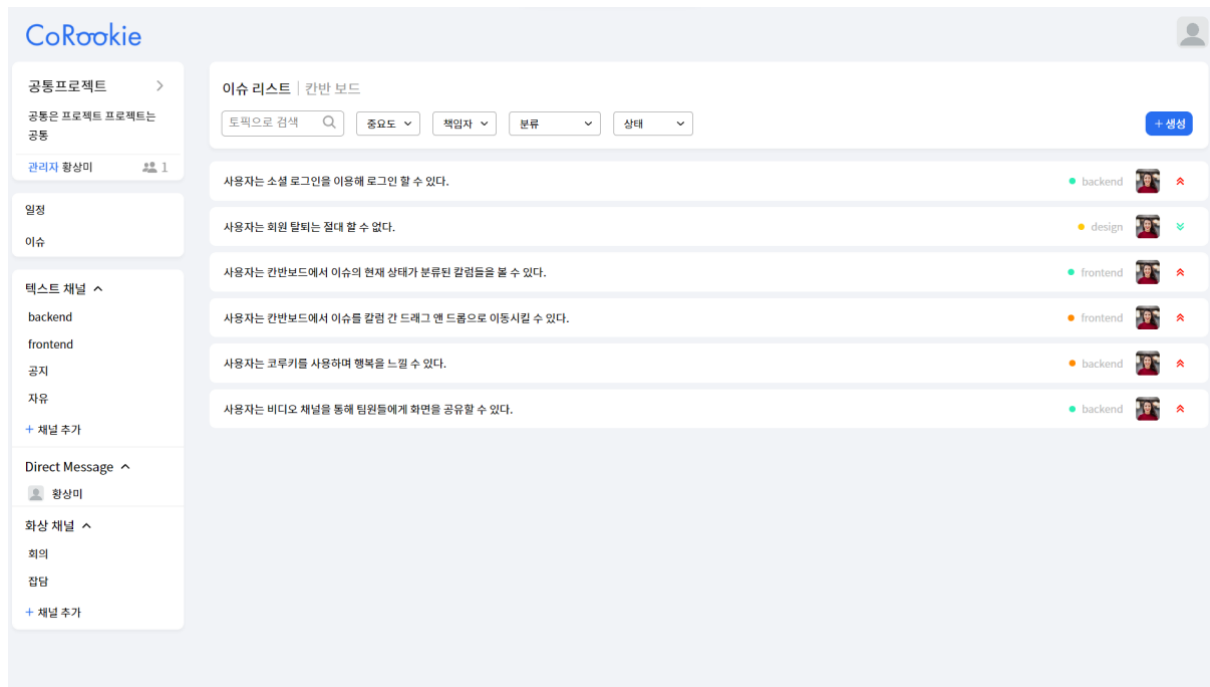 CoRookie
공통프로젝트
공통은 프로젝트 프로젝트는
공통
관리자 황상미 1
일정
이슈
텍스트 채널
backend
frontend
공지
자유
+ 채널 추가
Direct Message
황상미
화상 채널
회의
잡담
+ 채널 추가
이슈 리스트 | 칸반 보드
토픽으로 검색 중요도 책임자 분류 상태 + 생성
사용자는 소셜 로그인을 이용해 로그인 할 수 있다. backend
사용자는 회원 탈퇴는 절대 할 수 없다. design
사용자는 칸반보드에서 이슈의 현재 상태가 분류된 칼럼들을 볼 수 있다. frontend
사용자는 칸반보드에서 이슈를 칼럼 간 드래그 앤 드롭으로 이동시킬 수 있다. frontend
사용자는 코루키를 사용하며 행복을 느낄 수 있다. backend
사용자는 비디오 채널을 통해 팀원들에게 화면을 공유할 수 있다. backend